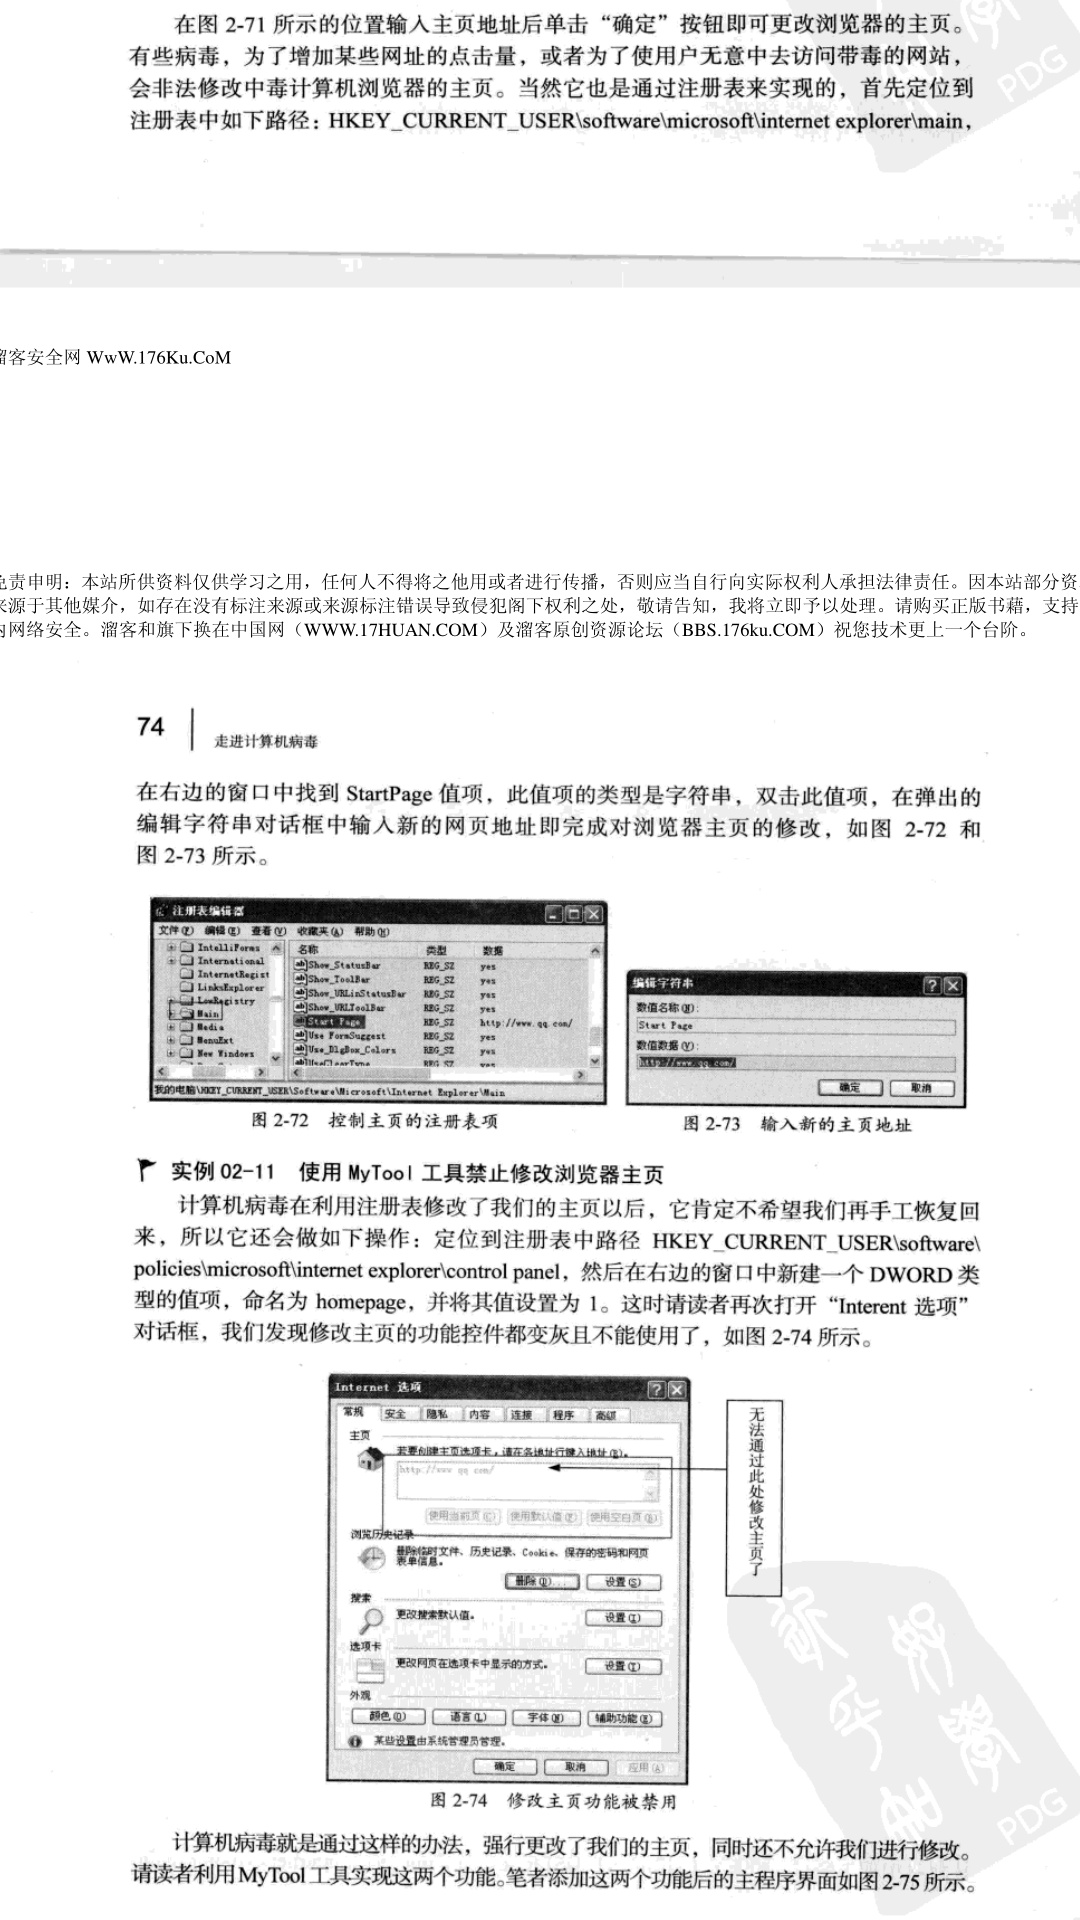 在图 2-71 所示的位置输入主页地址后单击“确定”按钮即可更改浏览器的主页。
有些病毒，为了增加某些网址的点击量，或者为了使用户无意中去访问带毒的网站，
会非法修改中毒计算机浏览器的主页。当然它也是通过注册表来实现的，首先定位到
注册表中如下路径：HKEY_CURRENT_USER\software\microsoft\internet explorer\main，
PDG
溜客安全网 WwW.176Ku.CoM
免责申明：本站所供资料仅供学习之用，任何人不得将之他用或者进行传播，否则应当自行向实际权利人承担法律责任。因本站部分资
来源于其他媒介，如存在没有标注来源或来源标注错误导致侵犯阁下权利之处，敬请告知，我将立即予以处理。请购买正版书藉，支持
内网络安全。溜客和旗下换在中国网（WWW.17HUAN.COM）及溜客原创资源论坛（BBS.176ku.COM）祝您技术更上一个台阶。
74
走进计算机病毒
在右边的窗口中找到 StartPage 值项，此值项的类型是字符串，双击此值项，在弹出的
编辑字符串对话框中输入新的网页地址即完成对浏览器主页的修改，如图 2-72 和
图 2-73 所示。
注册表编辑器
文件(F) 编辑(E) 查看(V) 收藏夹(A) 帮助(H)
名称 类型 数据
IntelliForms
International
InternetRegist
LinksExplorer
LowRegistry
Main
Media
MenuExt
New Windows
Show_StatusBar REG_SZ yes
Show_ToolBar REG_SZ yes
Show_URLinStatusBar REG_SZ yes
Show_URLToolBar REG_SZ yes
Start Page REG_SZ http://www.qq.com/
Use FormSuggest REG_SZ yes
Use_DlgBox_Colors REG_SZ yes
UseClearType REG_SZ yes
我的电脑\HKEY_CURRENT_USER\Software\Microsoft\Internet Explorer\Main
编辑字符串
数值名称(N):
Start Page
数值数据(V):
http://www.qq.com/
确定 取消
图 2-72 控制主页的注册表项
图 2-73 输入新的主页地址
实例 02-11 使用 MyTool 工具禁止修改浏览器主页
计算机病毒在利用注册表修改了我们的主页以后，它肯定不希望我们再手工恢复回
来，所以它还会做如下操作：定位到注册表中路径 HKEY_CURRENT_USER\software\
policies\microsoft\internet explorer\control panel，然后在右边的窗口中新建一个 DWORD 类
型的值项，命名为 homepage，并将其值设置为 1。这时请读者再次打开“Interent 选项”
对话框，我们发现修改主页的功能控件都变灰且不能使用了，如图 2-74 所示。
Internet 选项
常规 安全 隐私 内容 连接 程序 高级
主页
若要创建主页选项卡，请在各地址行键入地址(R)。
http://www.qq.com/
使用当前页(C) 使用默认值(F) 使用空白页(B)
浏览历史记录
删除临时文件、历史记录、Cookie、保存的密码和网页
表单信息。
删除(D)... 设置(S)
搜索
更改搜索默认值。
设置(I)
选项卡
更改网页在选项卡中显示的方式。
设置(T)
外观
颜色(O) 语言(L) 字体(N) 辅助功能(E)
某些设置由系统管理员管理。
确定 取消 应用(A)
无法通过此处修改主页了
图 2-74 修改主页功能被禁用
计算机病毒就是通过这样的办法，强行更改了我们的主页，同时还不允许我们进行修改。
请读者利用MyTool工具实现这两个功能。笔者添加这两个功能后的主程序界面如图2-75所示。
PDG